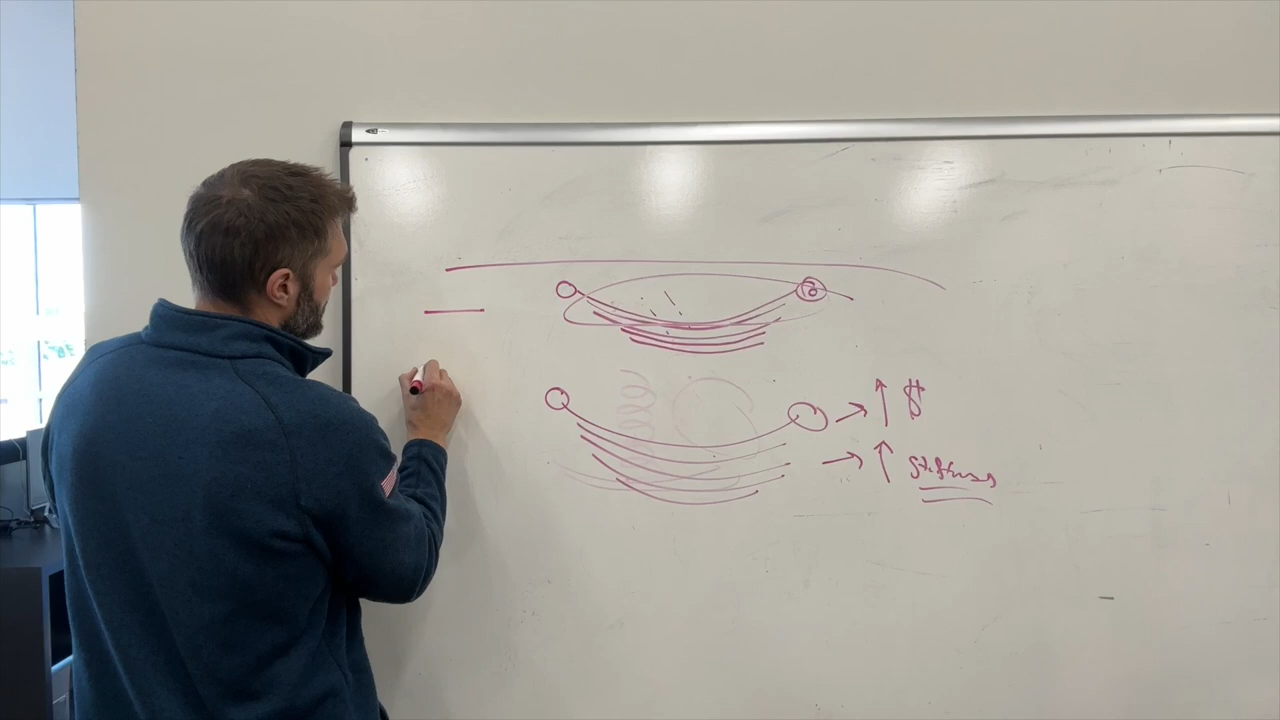 → ↑ $
→ ↑ stiffness